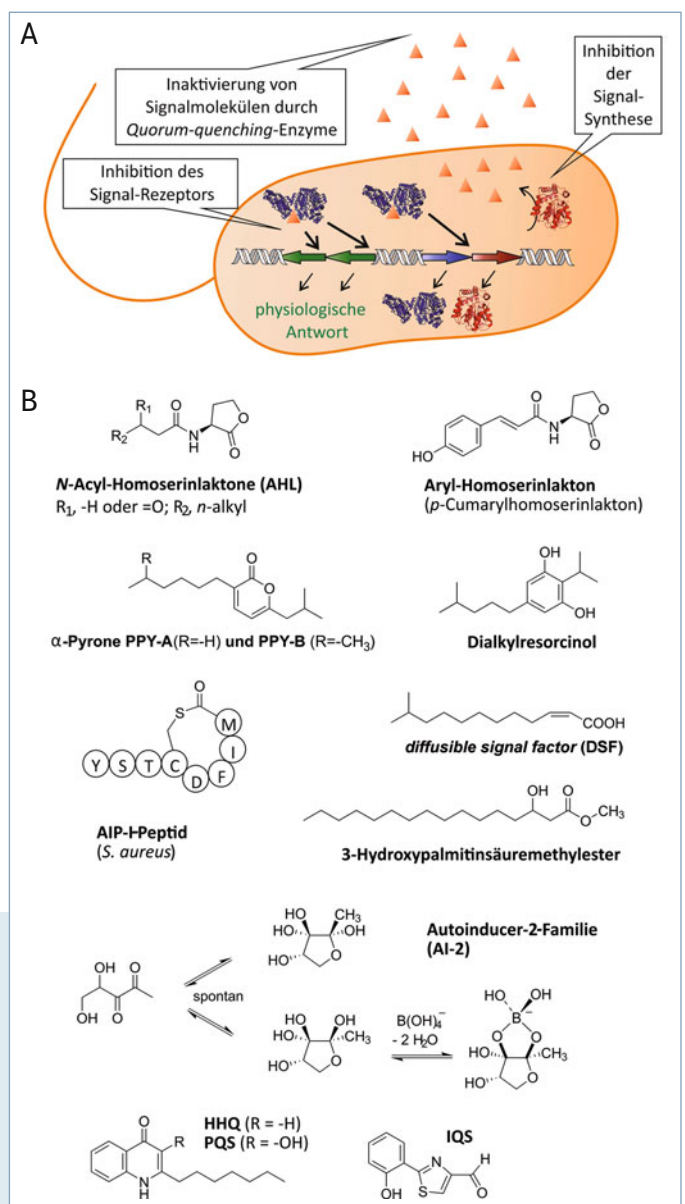 A
Inaktivierung von
Signalmolekülen durch
Quorum-quenching-Enzyme
Inhibition
der
Signal-
Synthese
Inhibition des
Signal-Rezeptors
physiologische
Antwort
B
R₁
R₂
O
N
H
O
O
N-Acyl-Homoserinlaktone (AHL)
R₁, -H oder =O; R₂, n-alkyl
HO
O
N
H
O
O
Aryl-Homoserinlakton
(p-Cumarylhomoserinlakton)
R
O
O
α-Pyrone PPY-A(R=-H) und PPY-B (R=-CH₃)
OH
OH
Dialkylresorcinol
O
S
M
I
Y S T C D F
AIP-I-Peptid
(S. aureus)
COOH
diffusible signal factor (DSF)
OH O
O CH₃
3-Hydroxypalmitinsäuremethylester
OH O
OH O
spontan
HO CH₃
HO OH
HO O
HO OH
HO CH₃
HO O
Autoinducer-2-Familie
(AI-2)
B(OH)₄⁻
- 2 H₂O
HO OH
B⁻
O O
HO CH₃
HO O
HHQ (R = -H)
PQS (R = -OH)
O
R
N
H
IQS
N O
S H
OH